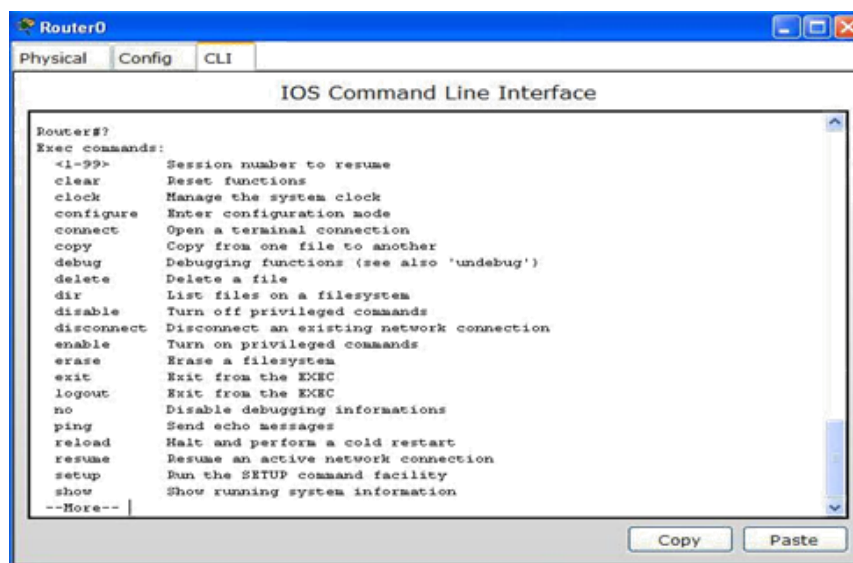 Router0
Physical Config CLI
IOS Command Line Interface
Router#?
Exec commands:
<1-99> Session number to resume
clear Reset functions
clock Manage the system clock
configure Enter configuration mode
connect Open a terminal connection
copy Copy from one file to another
debug Debugging functions (see also 'undebug')
delete Delete a file
dir List files on a filesystem
disable Turn off privileged commands
disconnect Disconnect an existing network connection
enable Turn on privileged commands
erase Erase a filesystem
exit Exit from the EXEC
logout Exit from the EXEC
no Disable debugging informations
ping Send echo messages
reload Halt and perform a cold restart
resume Resume an active network connection
setup Run the SETUP command facility
show Show running system information
--More--
Copy Paste